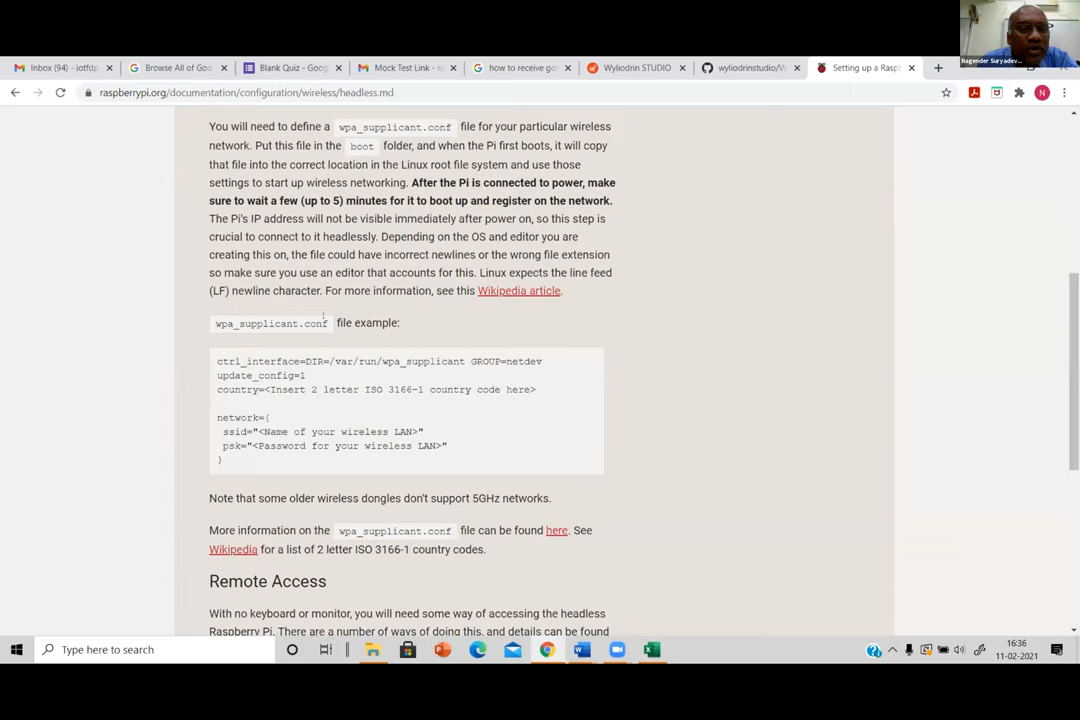 Nagender Suryadev...
Inbox (94) - iotfdp
Browse All of Goo
Blank Quiz - Goog
Mock Test Link - ny
how to receive goo
Wyliodrin STUDIO
wyliodrinstudio/W
Setting up a Raspb
raspberrypi.org/documentation/configuration/wireless/headless.md
N
You will need to define a wpa_supplicant.conf file for your particular wireless
network. Put this file in the boot folder, and when the Pi first boots, it will copy
that file into the correct location in the Linux root file system and use those
settings to start up wireless networking. After the Pi is connected to power, make
sure to wait a few (up to 5) minutes for it to boot up and register on the network.
The Pi's IP address will not be visible immediately after power on, so this step is
crucial to connect to it headlessly. Depending on the OS and editor you are
creating this on, the file could have incorrect newlines or the wrong file extension
so make sure you use an editor that accounts for this. Linux expects the line feed
(LF) newline character. For more information, see this Wikipedia article.
wpa_supplicant.conf file example:
ctrl_interface=DIR=/var/run/wpa_supplicant GROUP=netdev
update_config=1
country=<Insert 2 letter ISO 3166-1 country code here>
network={
ssid="<Name of your wireless LAN>"
psk="<Password for your wireless LAN>"
}
Note that some older wireless dongles don't support 5GHz networks.
More information on the wpa_supplicant.conf file can be found here. See
Wikipedia for a list of 2 letter ISO 3166-1 country codes.
Remote Access
With no keyboard or monitor, you will need some way of accessing the headless
Raspberry Pi. There are a number of ways of doing this, and details can be found
Type here to search
16:36
11-02-2021